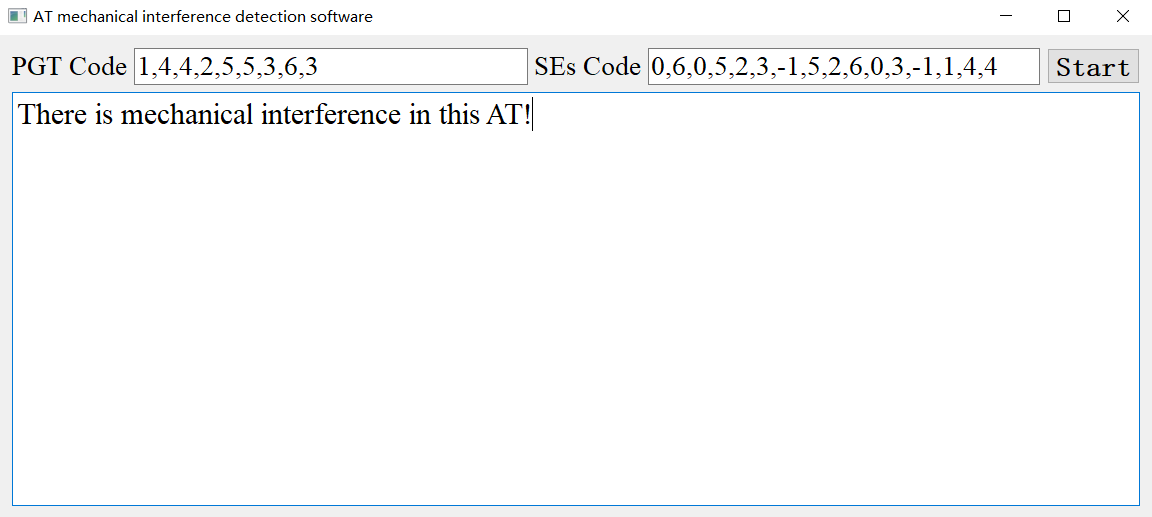 AT mechanical interference detection software
PGT Code 1,4,4,2,5,5,3,6,3 SEs Code 0,6,0,5,2,3,-1,5,2,6,0,3,-1,1,4,4 Start
There is mechanical interference in this AT!